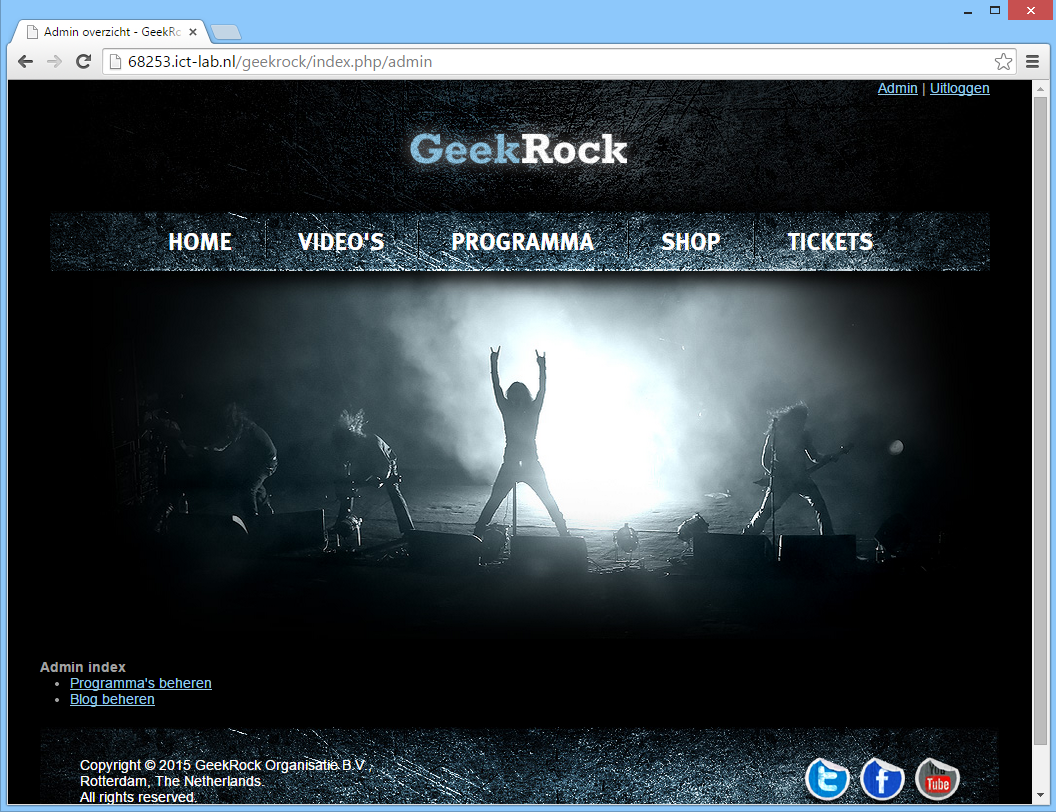 Admin overzicht - GeekRo
68253.ict-lab.nl/geekrock/index.php/admin
Admin | Uitloggen
GeekRock
HOME VIDEO'S PROGRAMMA SHOP TICKETS
Admin index
Programma's beheren
Blog beheren
Copyright © 2015 GeekRock Organisatie B.V.,
Rotterdam, The Netherlands.
All rights reserved.
You
Tube